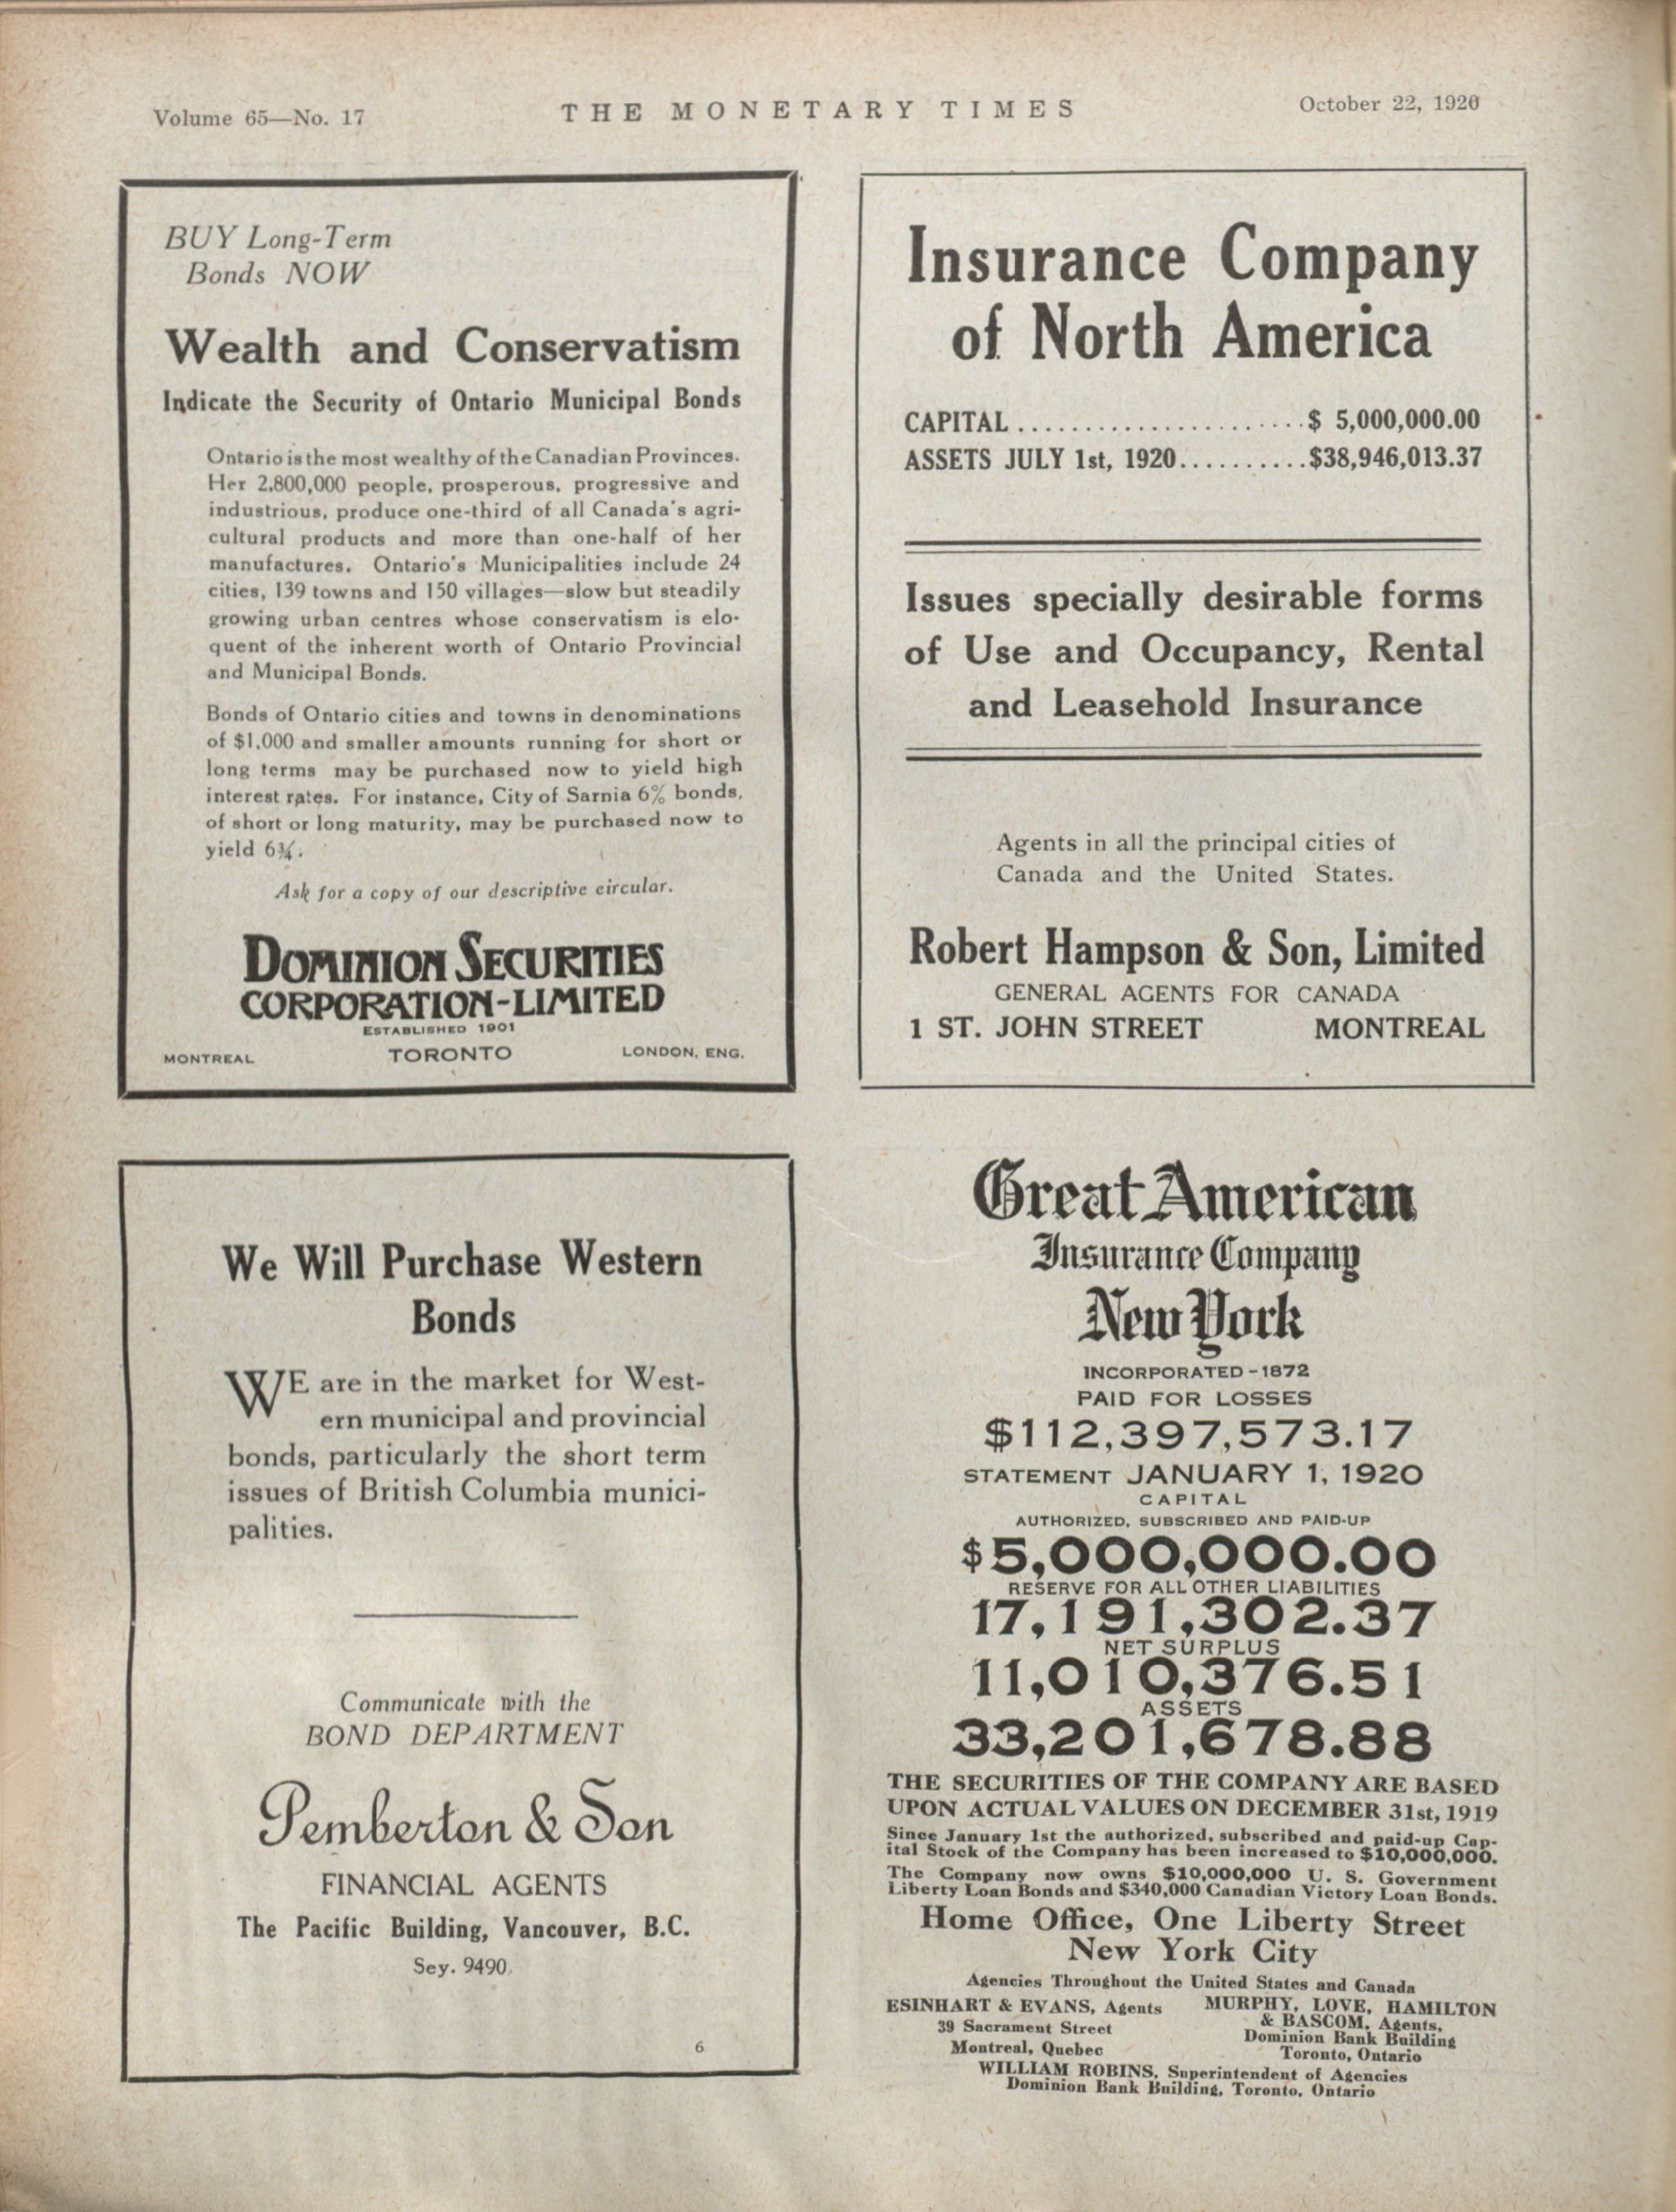 Volume 65—No. 17
THE MONETARY TIMES
October 22, 1920
BUY Long-Term
Bonds NOW
Wealth and Conservatism
Indicate the Security of Ontario Municipal Bonds
Ontario is the most wealthy of the Canadian Provinces.
Her 2,800,000 people, prosperous, progressive and
industrious, produce one-third of all Canada's agri-
cultural products and more than one-half of her
manufactures. Ontario's Municipalities include 24
cities, 139 towns and 150 villages—slow but steadily
growing urban centres whose conservatism is elo-
quent of the inherent worth of Ontario Provincial
and Municipal Bonds.
Bonds of Ontario cities and towns in denominations
of $1,000 and smaller amounts running for short or
long terms may be purchased now to yield high
interest rates. For instance, City of Sarnia 6% bonds,
of short or long maturity, may be purchased now to
yield 6¾.
Ask for a copy of our descriptive circular.
DOMINION SECURITIES
CORPORATION-LIMITED
ESTABLISHED 1901
MONTREAL TORONTO LONDON, ENG.
Insurance Company
of North America
CAPITAL ...................... $ 5,000,000.00
ASSETS JULY 1st, 1920.......... $38,946,013.37
Issues specially desirable forms
of Use and Occupancy, Rental
and Leasehold Insurance
Agents in all the principal cities of
Canada and the United States.
Robert Hampson & Son, Limited
GENERAL AGENTS FOR CANADA
1 ST. JOHN STREET MONTREAL
We Will Purchase Western
Bonds
WE are in the market for West-
ern municipal and provincial
bonds, particularly the short term
issues of British Columbia munici-
palities.
Communicate with the
BOND DEPARTMENT
Pemberton & Son
FINANCIAL AGENTS
The Pacific Building, Vancouver, B.C.
Sey. 9490.
6
Great American
Insurance Company
New York
INCORPORATED - 1872
PAID FOR LOSSES
$112,397,573.17
STATEMENT JANUARY 1, 1920
CAPITAL
AUTHORIZED, SUBSCRIBED AND PAID-UP
$5,000,000.00
RESERVE FOR ALL OTHER LIABILITIES
17,191,302.37
NET SURPLUS
11,010,376.51
ASSETS
33,201,678.88
THE SECURITIES OF THE COMPANY ARE BASED
UPON ACTUAL VALUES ON DECEMBER 31st, 1919
Since January 1st the authorized, subscribed and paid-up Cap-
ital Stock of the Company has been increased to $10,000,000.
The Company now owns $10,000,000 U. S. Government
Liberty Loan Bonds and $340,000 Canadian Victory Loan Bonds.
Home Office, One Liberty Street
New York City
Agencies Throughout the United States and Canada
ESINHART & EVANS, Agents
39 Sacrament Street
Montreal, Quebec
MURPHY, LOVE, HAMILTON
& BASCOM, Agents,
Dominion Bank Building
Toronto, Ontario
WILLIAM ROBINS, Superintendent of Agencies
Dominion Bank Building, Toronto, Ontario